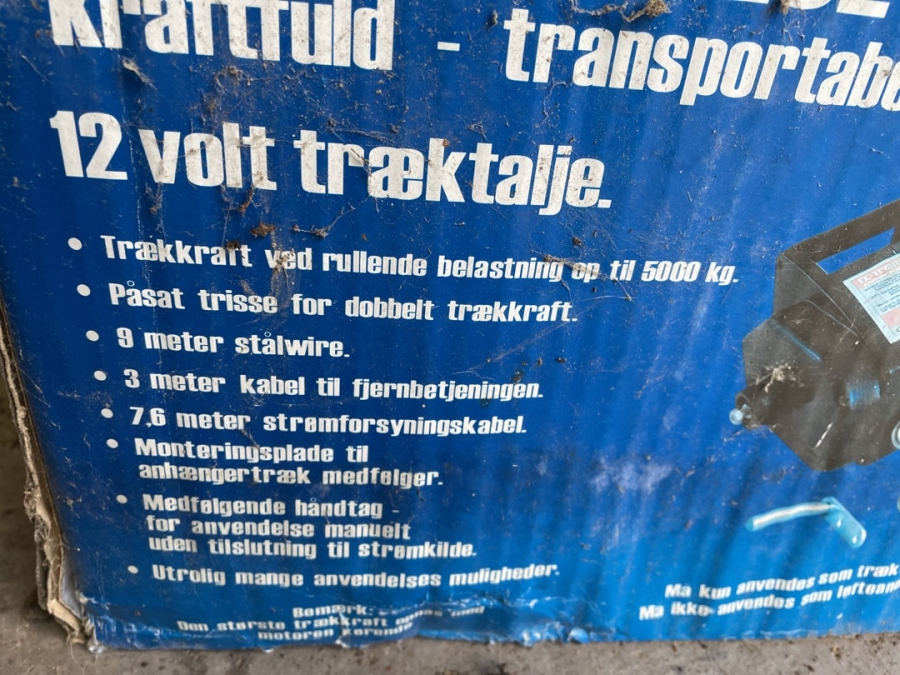 Kraftfuld - transportabe
12 volt træktalje.
• Trækkraft ved rullende belastning op til 5000 kg.
• Påsat trisse for dobbelt trækkraft.
• 9 meter stålwire.
• 3 meter kabel til fjernbetjeningen.
• 7,6 meter strømforsyningskabel.
• Monteringsplade til
anhængertræk medfølger.
• Medfølgende håndtag -
for anvendelse manuelt
uden tilslutning til strømkilde.
• Utrolig mange anvendelses muligheder.
Ma kun anvendes som træk
Ma ikke anvendes som løfteanor
Bemærk:
Den største trækkraft
motoren